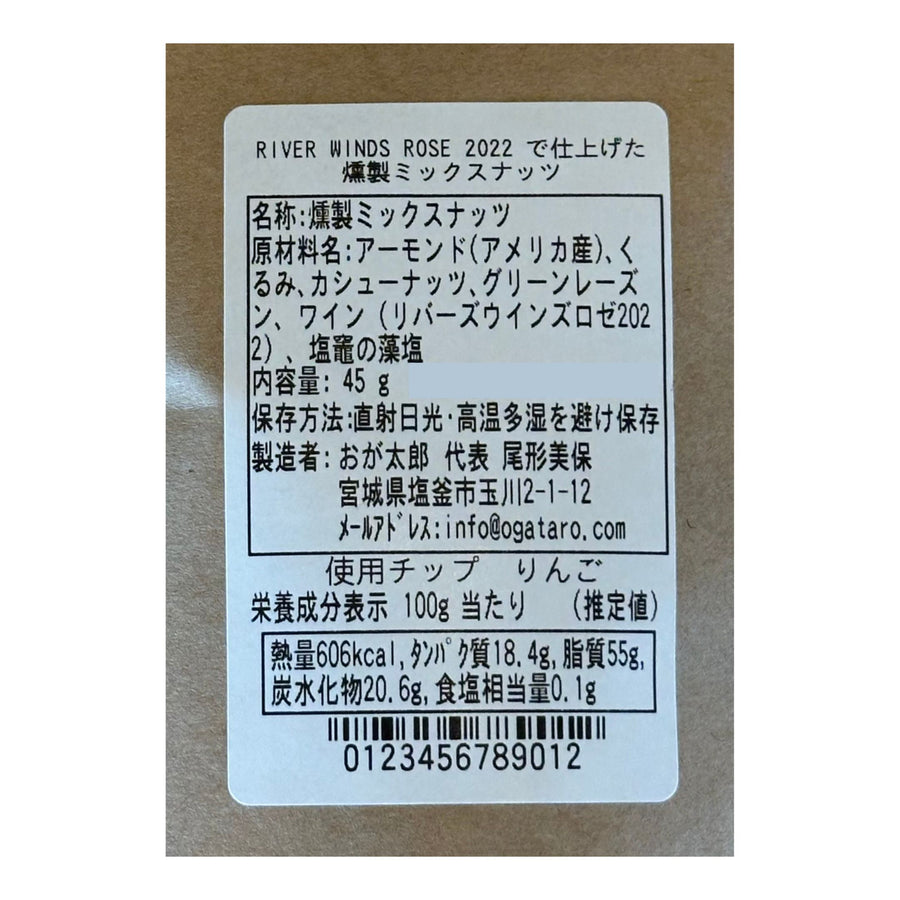 RIVER WINDS ROSE 2022 で仕上げた
燻製ミックスナッツ
名称:燻製ミックスナッツ
原材料名:アーモンド(アメリカ産)、く
るみ、カシューナッツ、グリーンレーズ
ン、ワイン(リバーズウインズロゼ202
2)、塩竈の藻塩
内容量: 45 g
保存方法:直射日光・高温多湿を避け保存
製造者: おが太郎 代表 尾形美保
宮城県塩釜市玉川2-1-12
メールアドレス:info@ogataro.com
使用チップ りんご
栄養成分表示 100g 当たり (推定値)
熱量606kcal,タンパク質18.4g,脂質55g,
炭水化物20.6g,食塩相当量0.1g
0123456789012